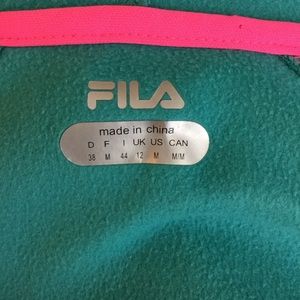 FILA
made in china
D F I UK US CAN
38 M 44 12 M M/M